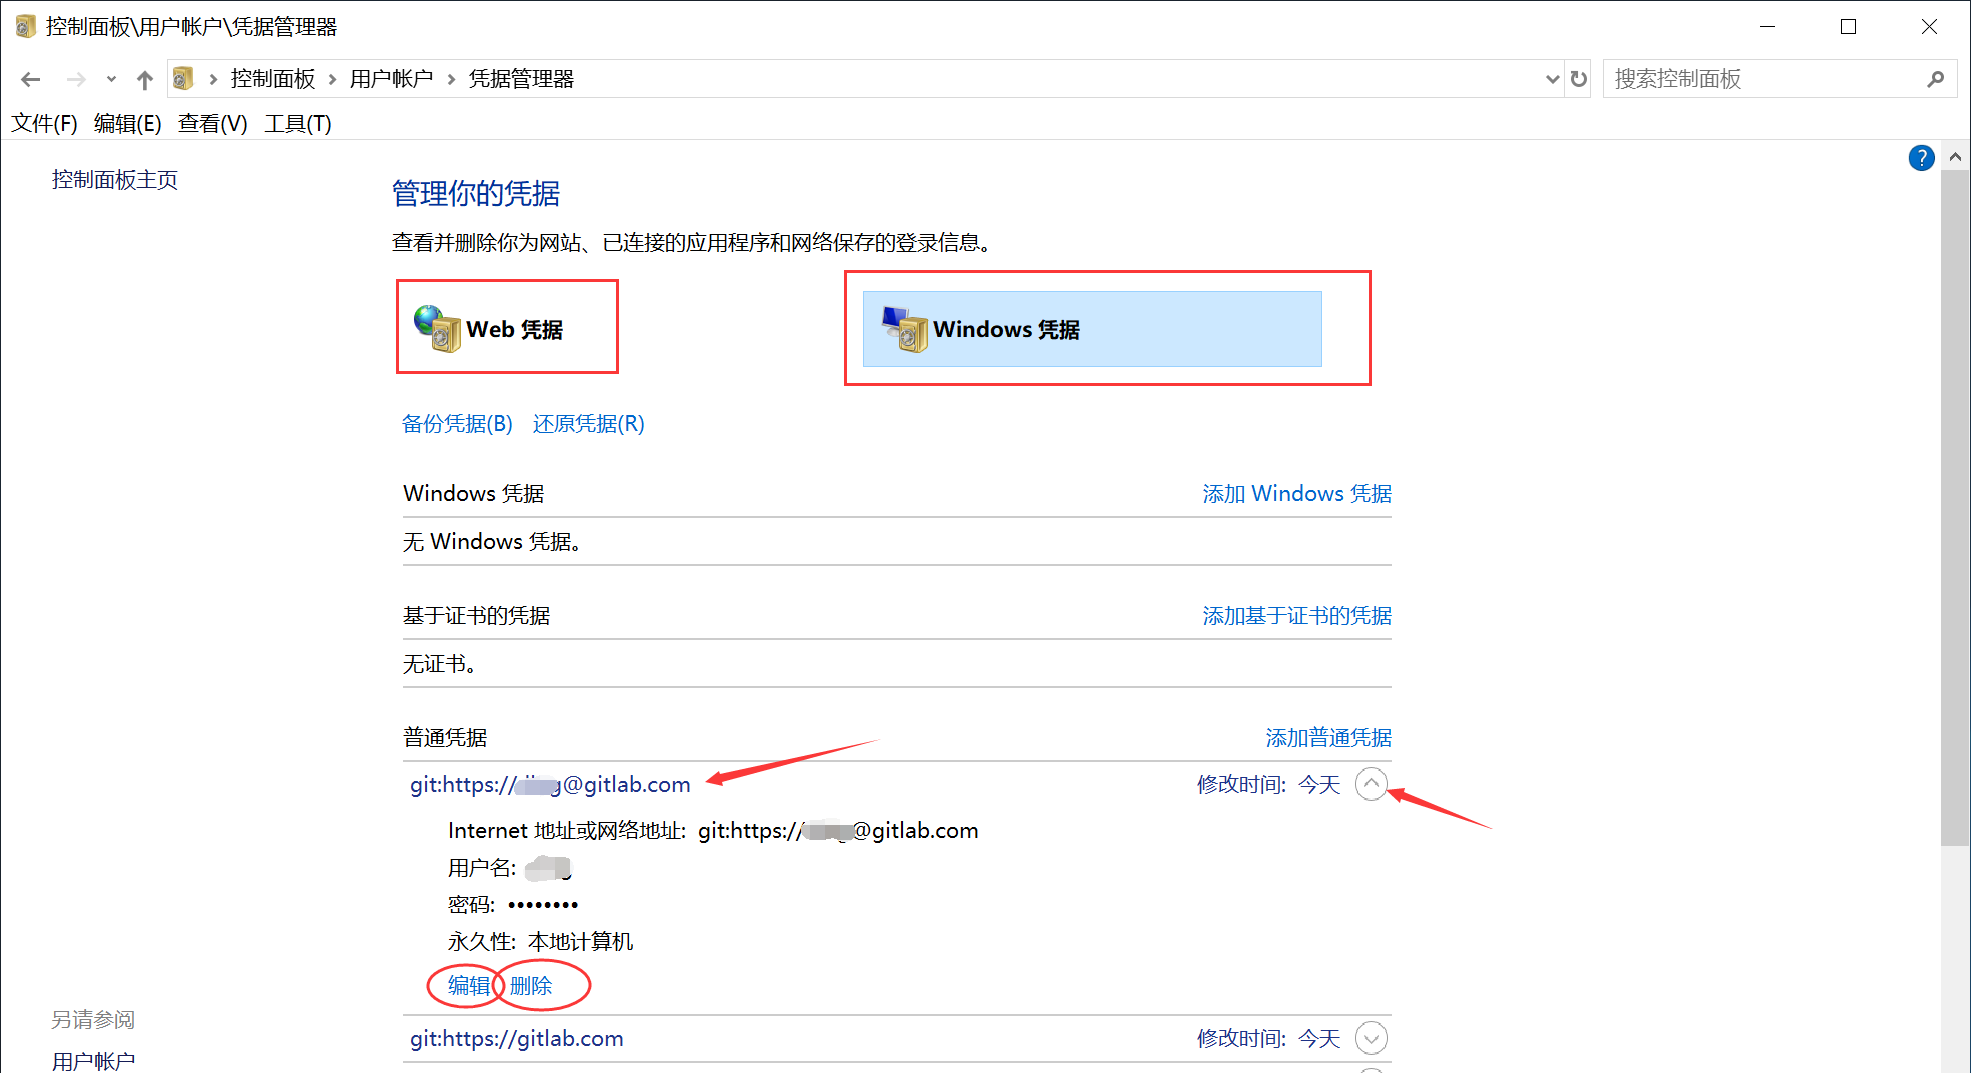 控制面板\用户帐户\凭据管理器
控制面板 用户帐户 凭据管理器
搜索控制面板
文件(F) 编辑(E) 查看(V) 工具(T)
控制面板主页
管理你的凭据
查看并删除你为网站、已连接的应用程序和网络保存的登录信息。
Web 凭据
Windows 凭据
备份凭据(B) 还原凭据(R)
Windows 凭据 添加 Windows 凭据
无 Windows 凭据。
基于证书的凭据 添加基于证书的凭据
无证书。
普通凭据 添加普通凭据
git:https:// @gitlab.com 修改时间: 今天
Internet 地址或网络地址: git:https:// @gitlab.com
用户名:
密码: ••••••••
永久性: 本地计算机
编辑 删除
git:https://gitlab.com 修改时间: 今天
另请参阅
用户帐户